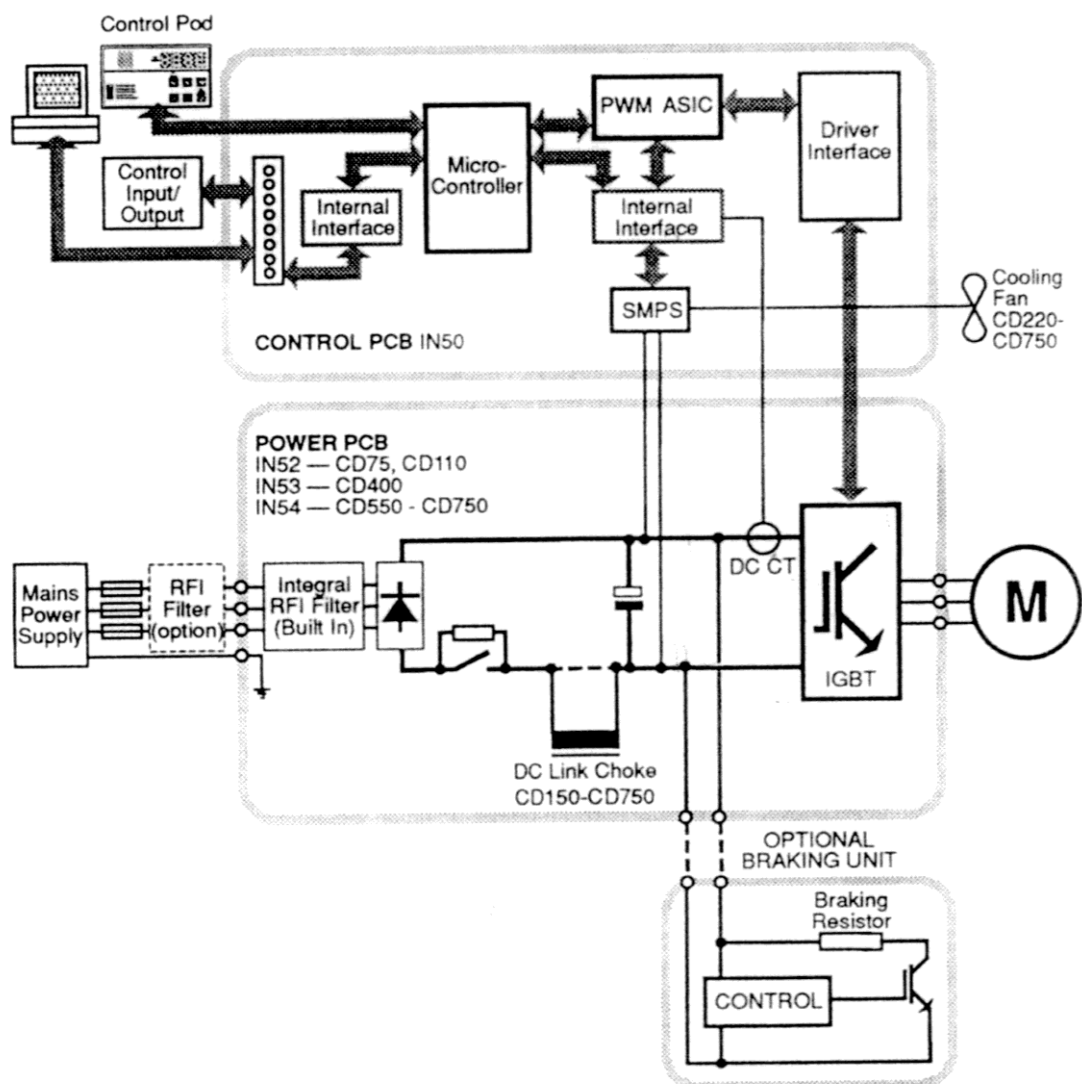 Control Pod
PWM ASIC
Driver
Interface
Micro-
Controller
Control
Input/
Output
Internal
Interface
Internal
Interface
SMPS
Cooling
Fan
CD220-
CD750
CONTROL PCB IN50
POWER PCB
IN52 — CD75, CD110
IN53 — CD400
IN54 — CD550 - CD750
Mains
Power
Supply
RFI
Filter
(option)
Integral
RFI Filter
(Built In)
DC CT
IGBT
M
DC Link Choke
CD150-CD750
OPTIONAL
BRAKING UNIT
Braking
Resistor
CONTROL